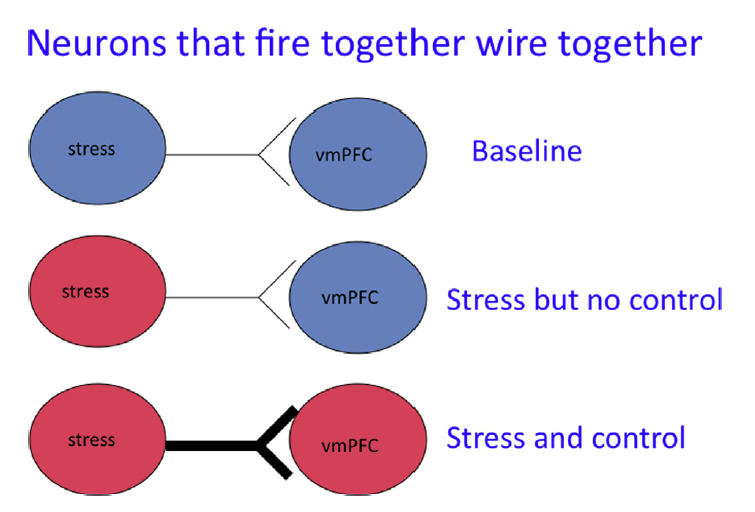 Neurons that fire together wire together
stress
vmPFC
Baseline
stress
vmPFC
Stress but no control
stress
vmPFC
Stress and control